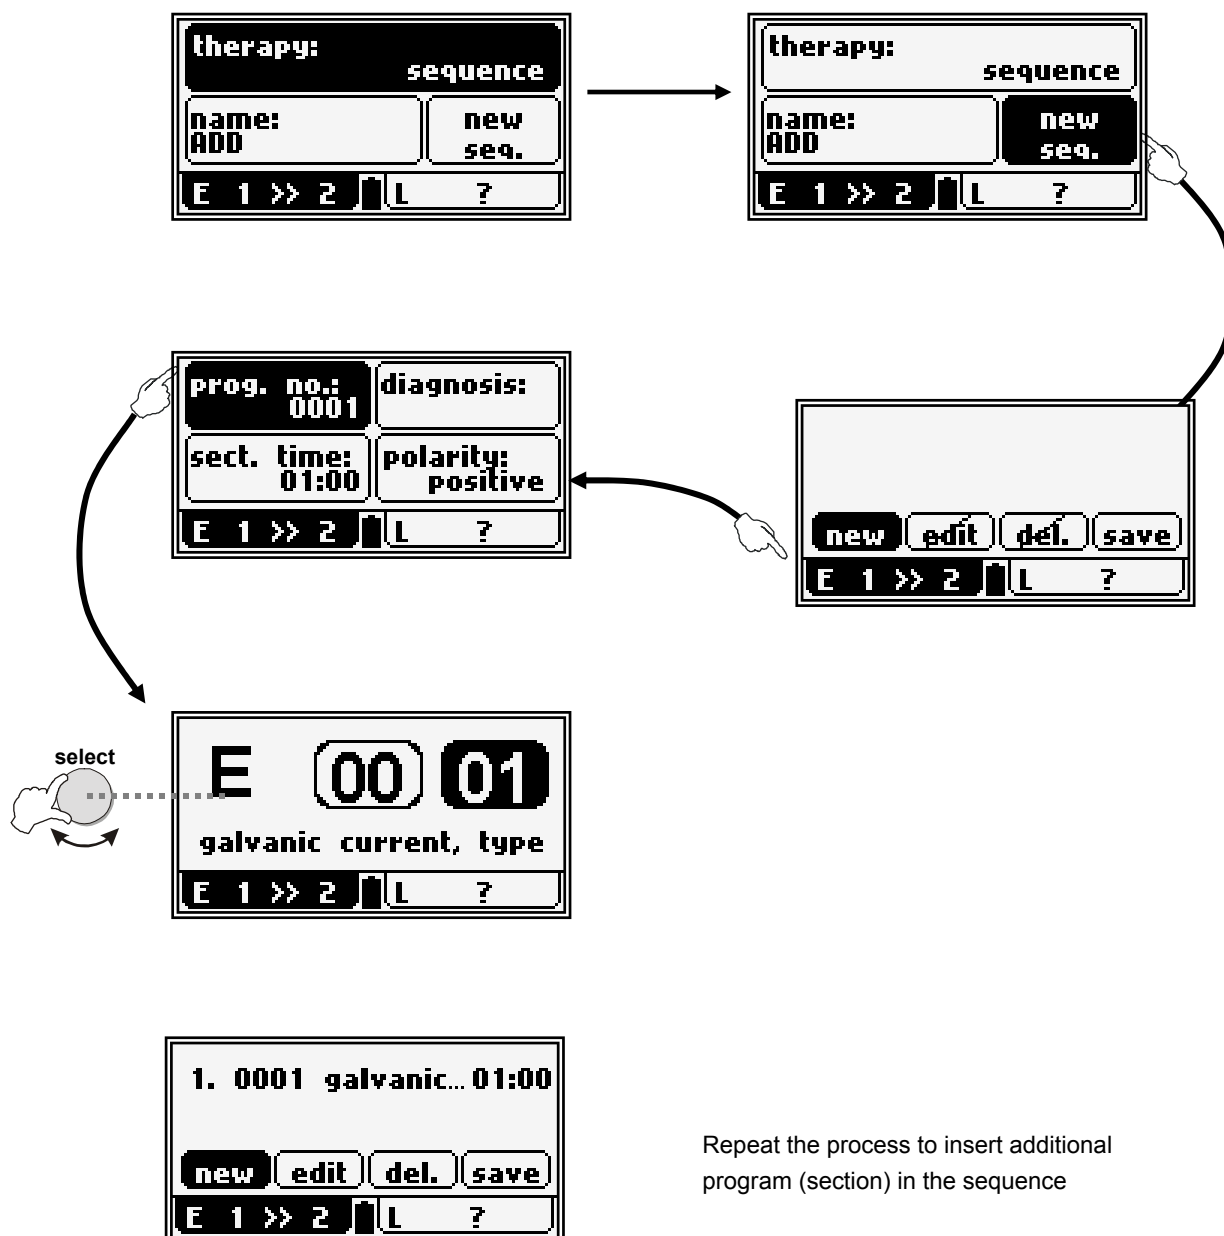 therapy:
sequence
name:
ADD
new
seq.
E 1 >> 2 L ?
therapy:
sequence
name:
ADD
new
seq.
E 1 >> 2 L ?
prog. no.:
0001
diagnosis:
sect. time:
01:00
polarity:
positive
E 1 >> 2 L ?
new edit del. save
E 1 >> 2 L ?
select
E 00 01
galvanic current, type
E 1 >> 2 L ?
1. 0001 galvanic... 01:00
new edit del. save
E 1 >> 2 L ?
Repeat the process to insert additional
program (section) in the sequence